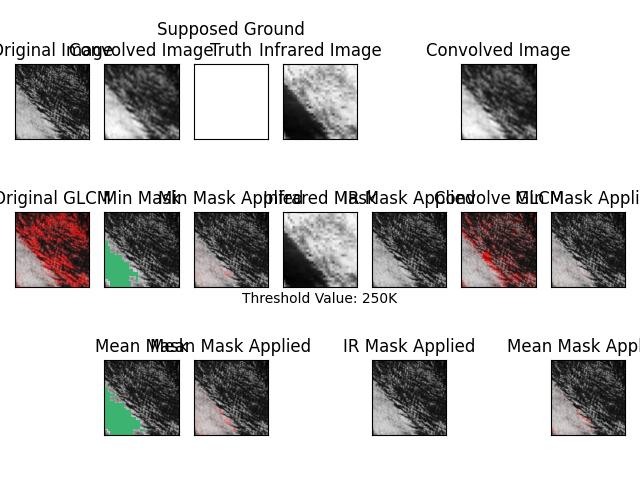 Supposed Ground
Original Image Convolved Image Truth Infrared Image Convolved Image
Original GLCM Min Mask Min Mask Applied Infrared Mask IR Mask Applied Convolve GLCM Min Mask Appli
Threshold Value: 250K
Mean Mask Mean Mask Applied IR Mask Applied Mean Mask Appl